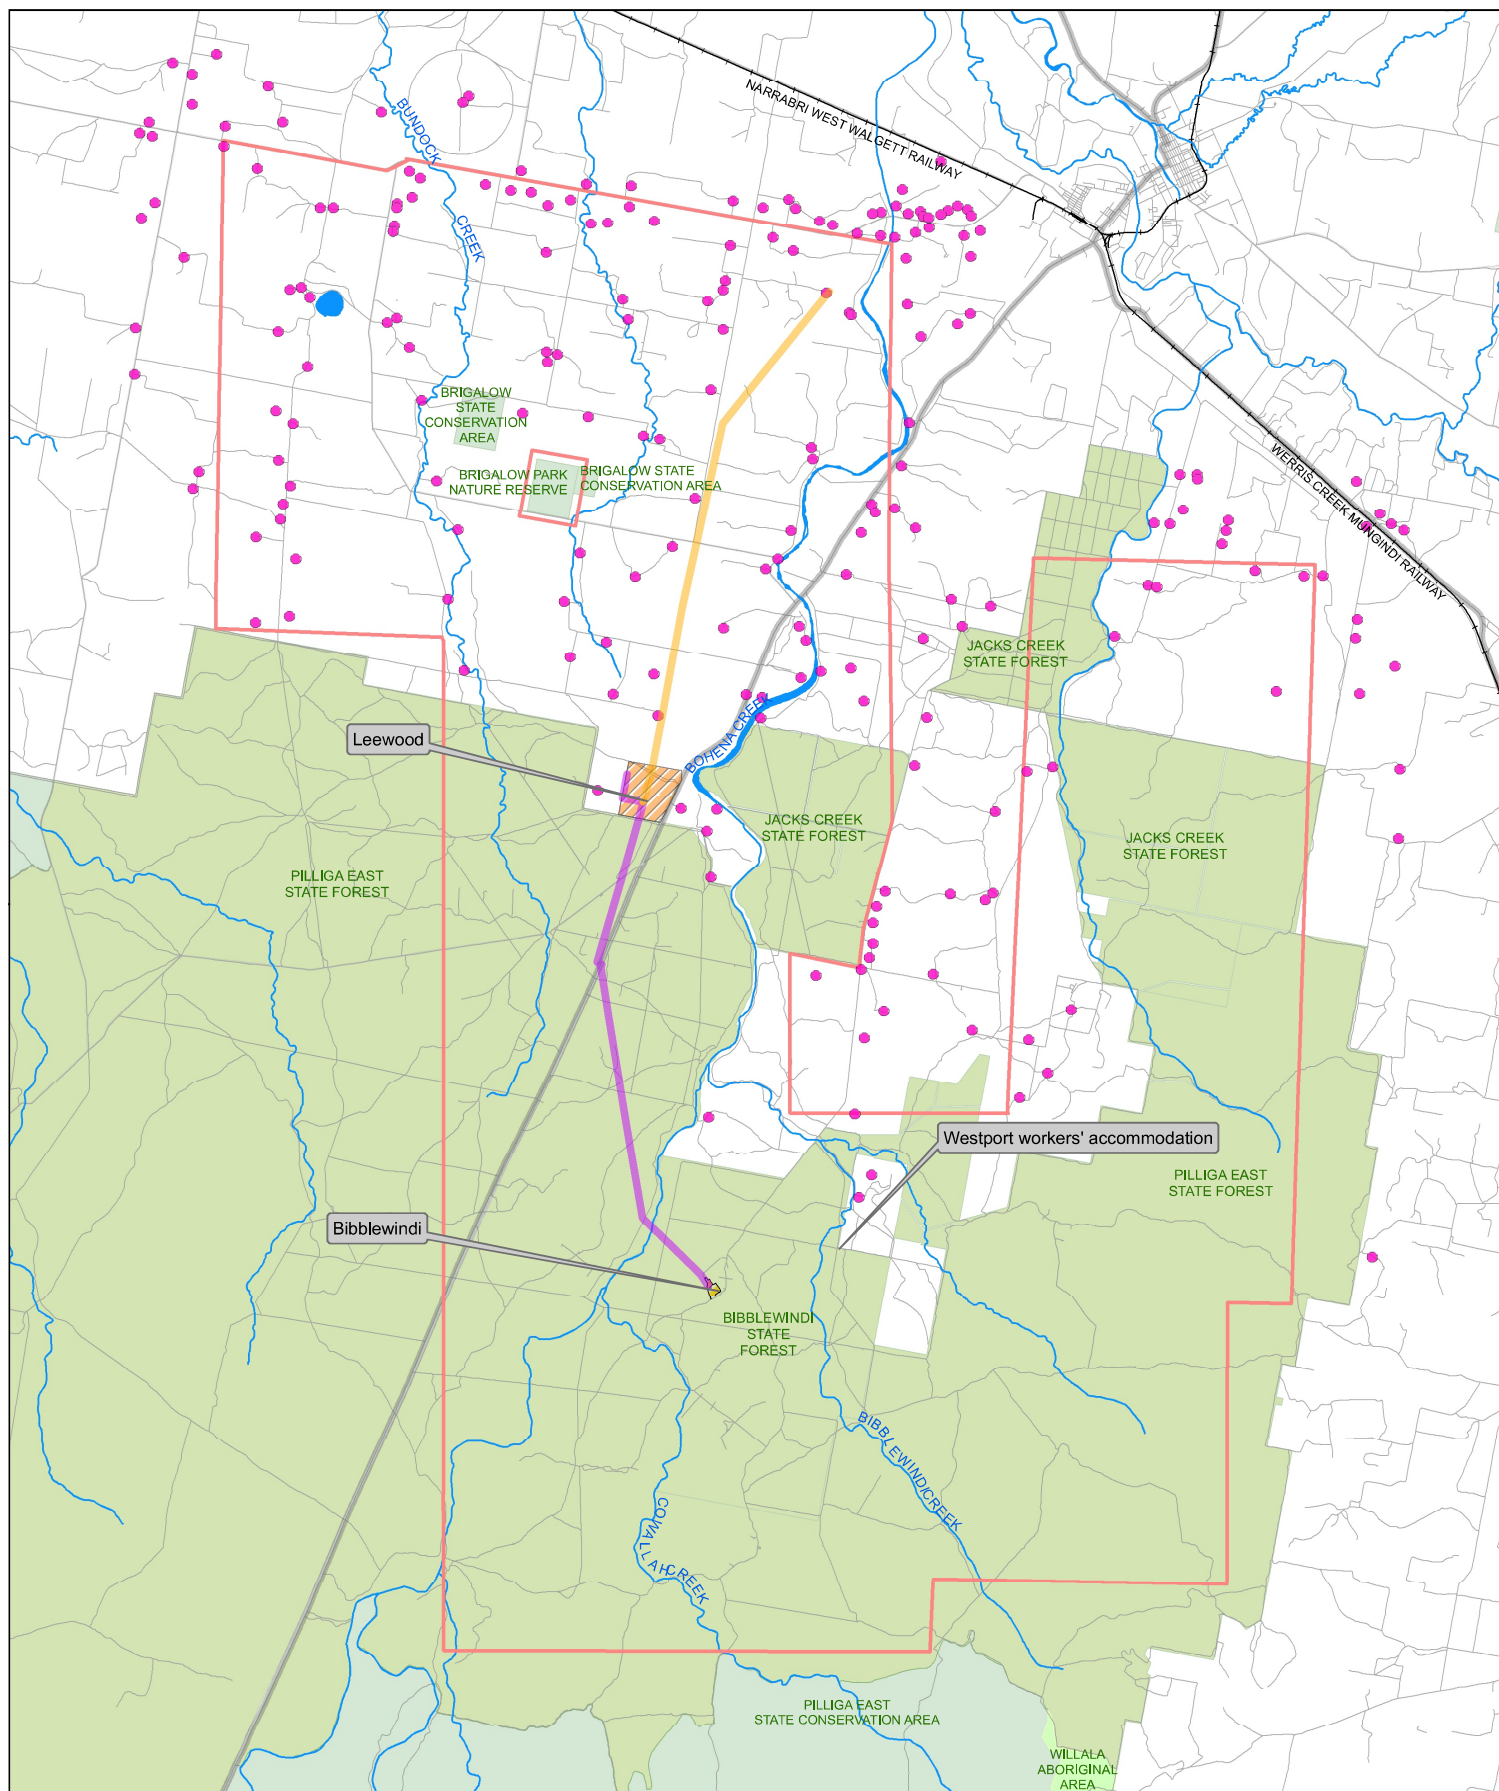 NARRABRI WEST WALGETT RAILWAY
BUNDOCK
CREEK
BRIGALOW
STATE
CONSERVATION
AREA
BRIGALOW PARK
NATURE RESERVE
BRIGALOW STATE
CONSERVATION AREA
WERRIS CREEK MUNGINDI RAILWAY
JACKS CREEK
STATE FOREST
BOHENA CREEK
Leewood
JACKS CREEK
STATE FOREST
JACKS CREEK
STATE FOREST
PILLIGA EAST
STATE FOREST
Westport workers' accommodation
PILLIGA EAST
STATE FOREST
Bibblewindi
BIBBLEWINDI
STATE
FOREST
BIBBLEWINDI CREEK
COWALLAH
CREEK
PILLIGA EAST
STATE CONSERVATION AREA
WILLALA
ABORIGINAL
AREA